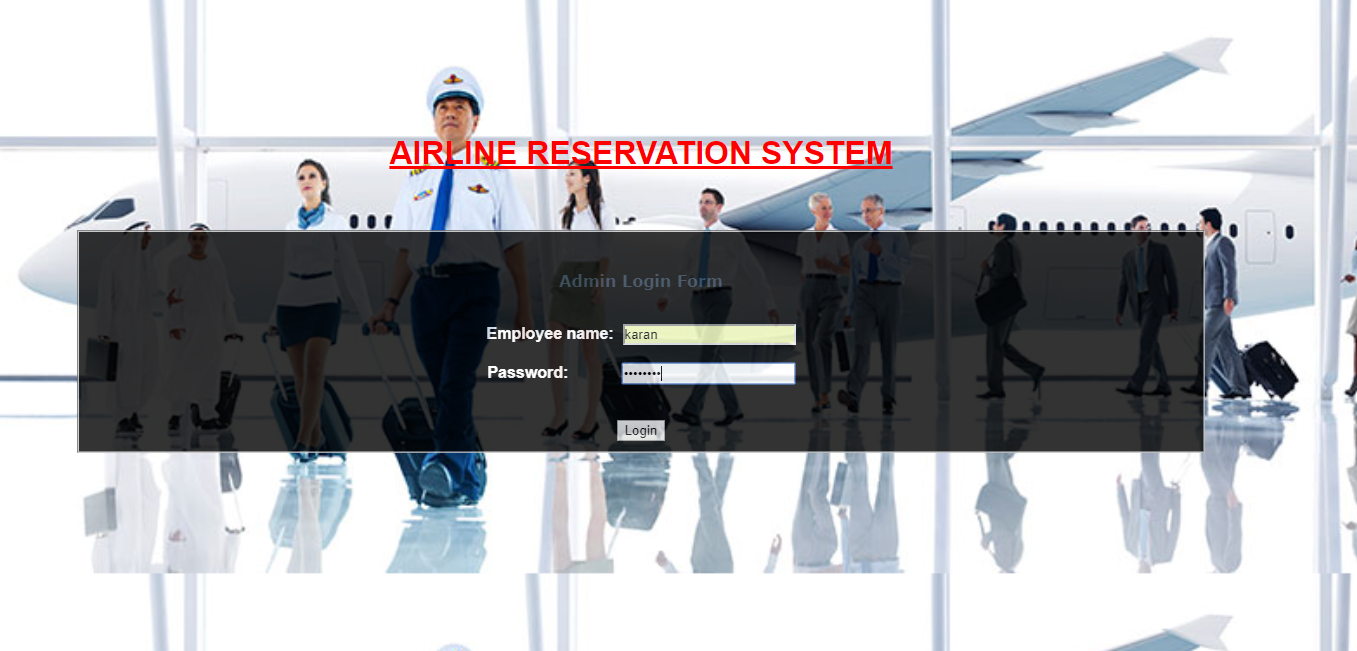 AIRLINE RESERVATION SYSTEM
Admin Login Form
Employee name: karan
Password: ••••••••
Login